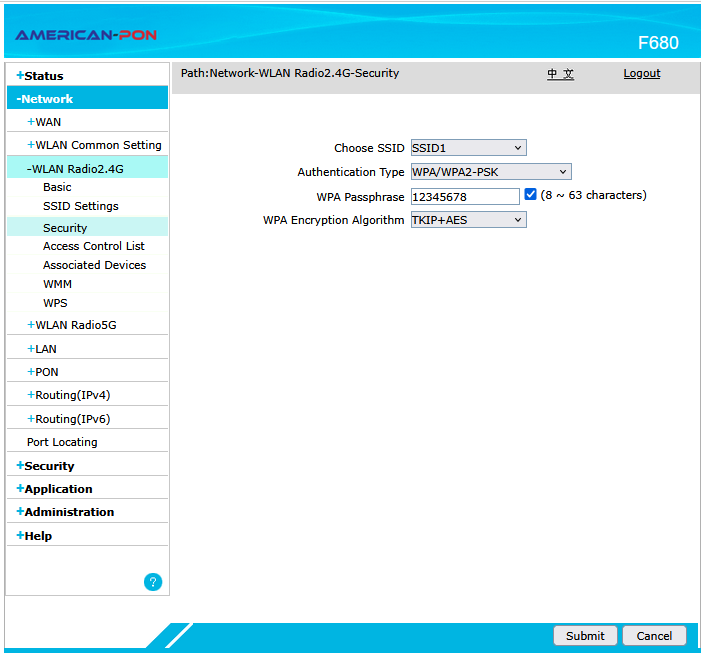 AMERICAN-PON
F680
Path:Network-WLAN Radio2.4G-Security
中 文
Logout
+Status
-Network
+WAN
+WLAN Common Setting
-WLAN Radio2.4G
Basic
SSID Settings
Security
Access Control List
Associated Devices
WMM
WPS
+WLAN Radio5G
+LAN
+PON
+Routing(IPv4)
+Routing(IPv6)
Port Locating
+Security
+Application
+Administration
+Help
?
Choose SSID SSID1
Authentication Type WPA/WPA2-PSK
WPA Passphrase 12345678 (8 ~ 63 characters)
WPA Encryption Algorithm TKIP+AES
Submit Cancel